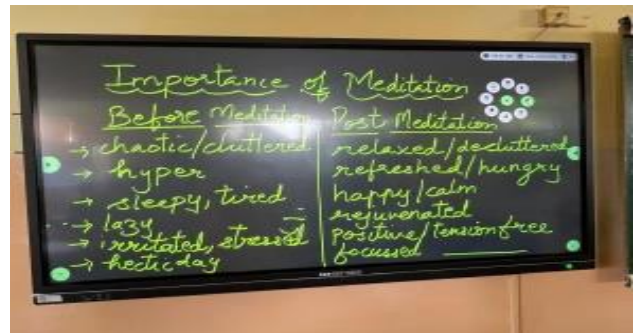 Importance of Meditation
Before Meditation | Post Meditation
→ chaotic/cluttered | relaxed/decluttered
→ hyper | refreshed/hungry
→ sleepy, tired | happy/calm
→ lazy | rejuvenated
→ irritated, stressed | positive/tension free
→ hectic day | focussed